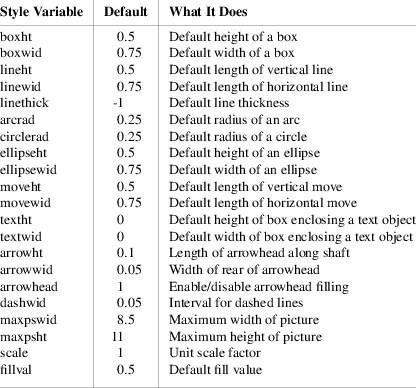 Style Variable Default What It Does
boxht 0.5 Default height of a box
boxwid 0.75 Default width of a box
lineht 0.5 Default length of vertical line
linewid 0.75 Default length of horizontal line
linethick -1 Default line thickness
arcrad 0.25 Default radius of an arc
circlerad 0.25 Default radius of a circle
ellipseht 0.5 Default height of an ellipse
ellipsewid 0.75 Default width of an ellipse
moveht 0.5 Default length of vertical move
movewid 0.75 Default length of horizontal move
textht 0 Default height of box enclosing a text object
textwid 0 Default width of box enclosing a text object
arrowht 0.1 Length of arrowhead along shaft
arrowwid 0.05 Width of rear of arrowhead
arrowhead 1 Enable/disable arrowhead filling
dashwid 0.05 Interval for dashed lines
maxpswid 8.5 Maximum width of picture
maxpsht 11 Maximum height of picture
scale 1 Unit scale factor
fillval 0.5 Default fill value